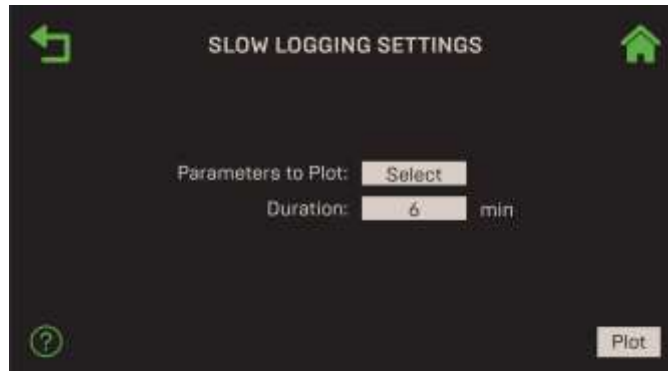 SLOW LOGGING SETTINGS
Parameters to Plot: Select
Duration: 6 min
?
Plot